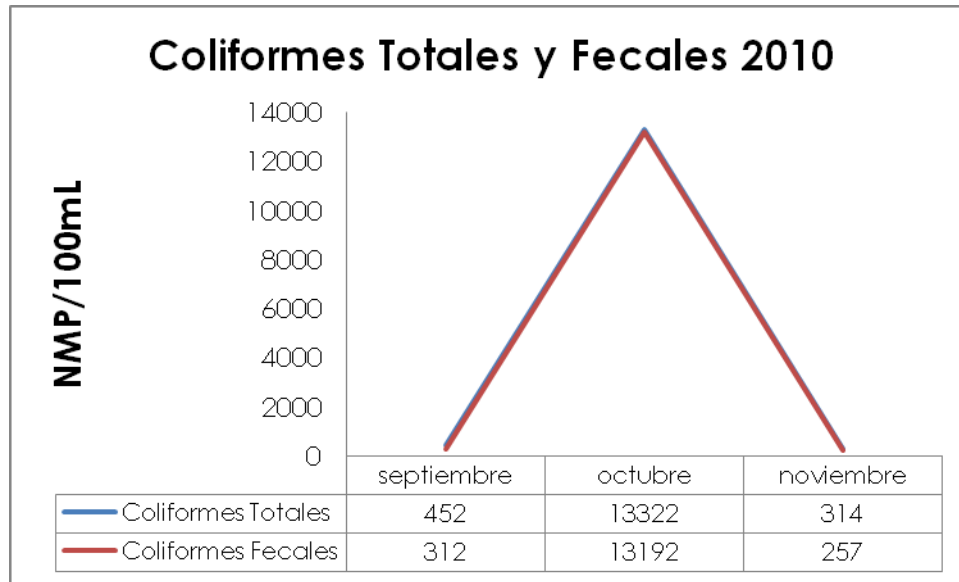 Coliformes Totales y Fecales 2010
NMP/100mL
14000
12000
10000
8000
6000
4000
2000
0
septiembre octubre noviembre
Coliformes Totales 452 13322 314
Coliformes Fecales 312 13192 257